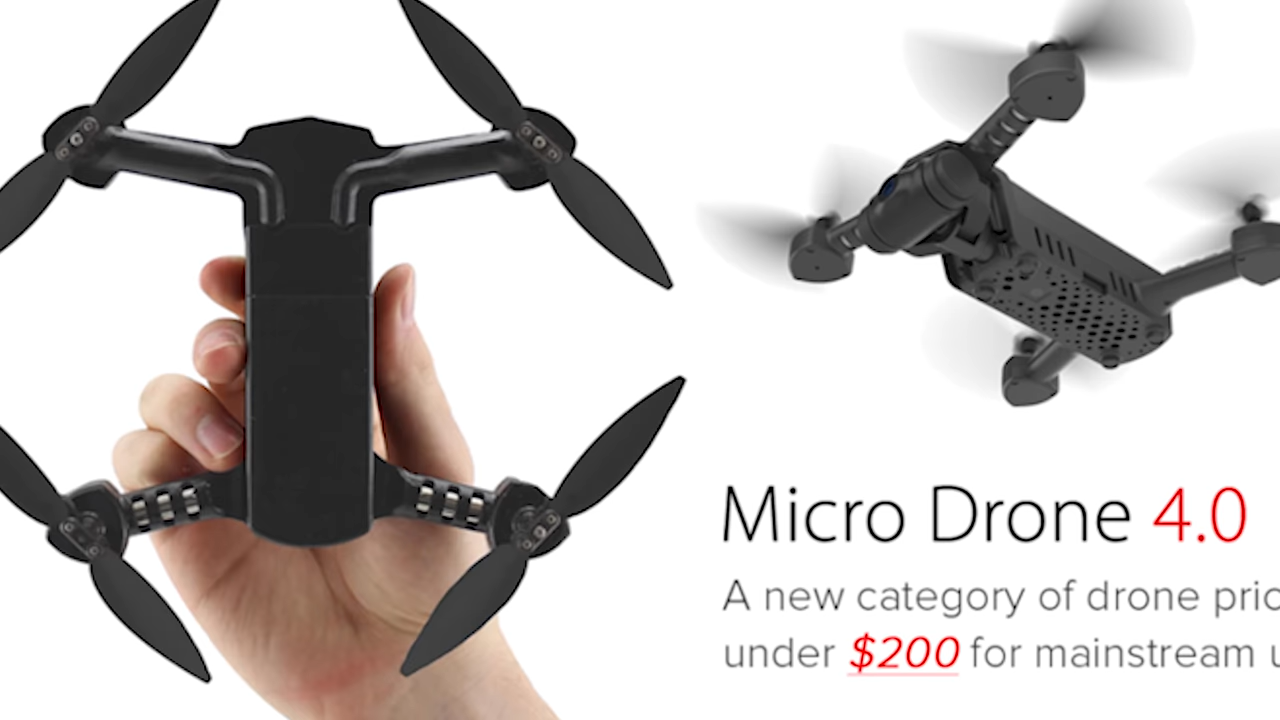 Micro Drone 4.0
A new category of drone
under $200 for mainstream